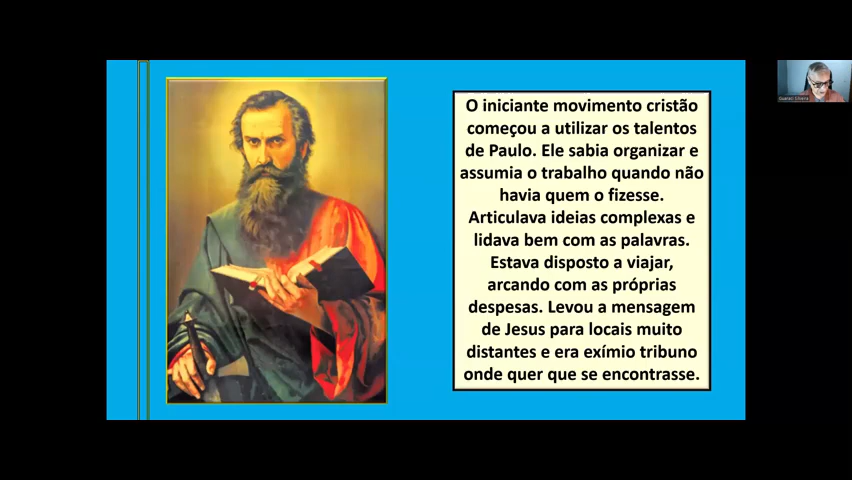 O iniciante movimento cristão
começou a utilizar os talentos
de Paulo. Ele sabia organizar e
assumia o trabalho quando não
havia quem o fizesse.
Articulava ideias complexas e
lidava bem com as palavras.
Estava disposto a viajar,
arcando com as próprias
despesas. Levou a mensagem
de Jesus para locais muito
distantes e era exímio tribuno
onde quer que se encontrasse.